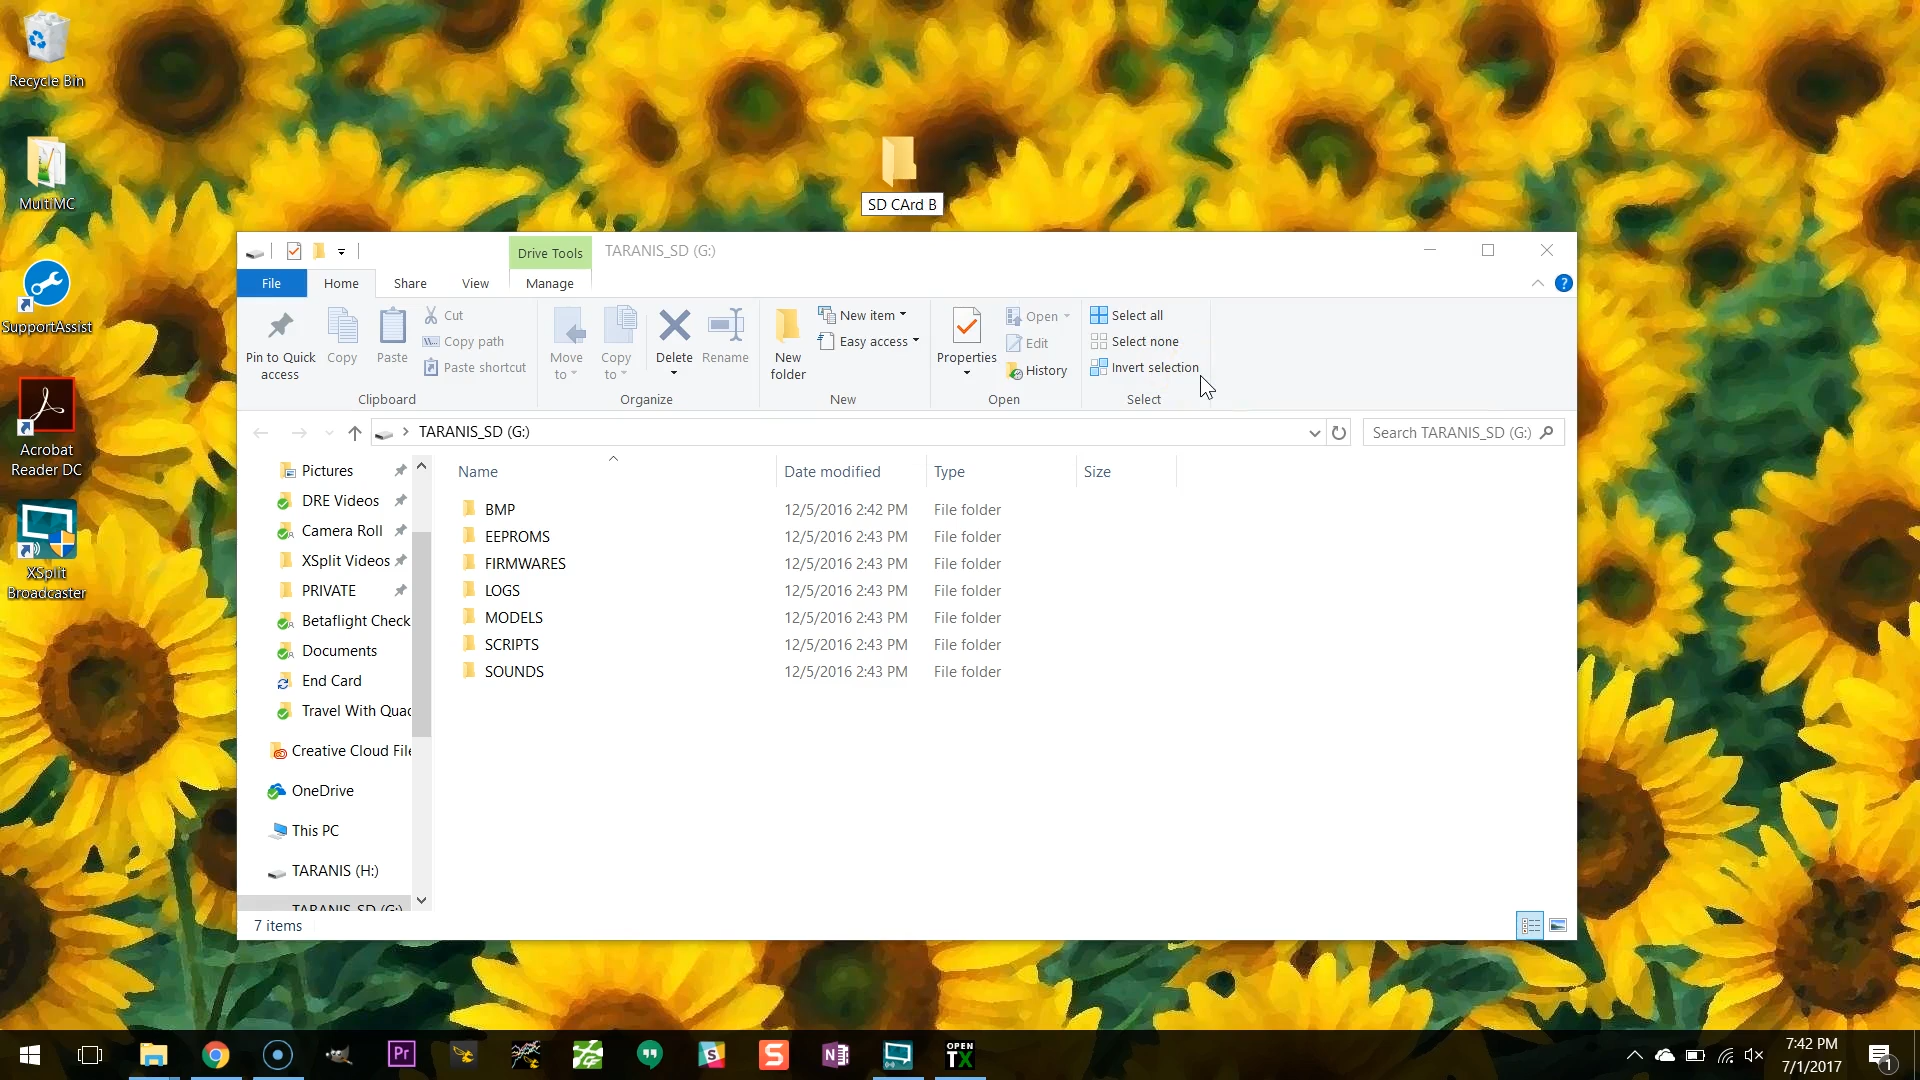 Recycle Bin
MultiMC
SupportAssist
Acrobat
Reader DC
XSplit
Broadcaster
SD CArd B
Drive Tools
TARANIS_SD (G:)
File
Home
Share
View
Manage
Pin to Quick
access
Copy
Paste
Cut
Copy path
Paste shortcut
Clipboard
Move
to
Copy
to
Delete
Rename
Organize
New
folder
New item
Easy access
New
Properties
Open
Edit
History
Open
Select all
Select none
Invert selection
Select
TARANIS_SD (G:)
Search TARANIS_SD (G:)
Pictures
DRE Videos
Camera Roll
XSplit Videos
PRIVATE
Betaflight Check
Documents
End Card
Travel With Quad
Creative Cloud File
OneDrive
This PC
TARANIS (H:)
TARANIS_SD (G:)
Name Date modified Type Size
BMP 12/5/2016 2:42 PM File folder
EEPROMS 12/5/2016 2:43 PM File folder
FIRMWARES 12/5/2016 2:43 PM File folder
LOGS 12/5/2016 2:43 PM File folder
MODELS 12/5/2016 2:43 PM File folder
SCRIPTS 12/5/2016 2:43 PM File folder
SOUNDS 12/5/2016 2:43 PM File folder
7 items
Pr
S
S
N
OPEN
TX
7:42 PM
7/1/2017
1